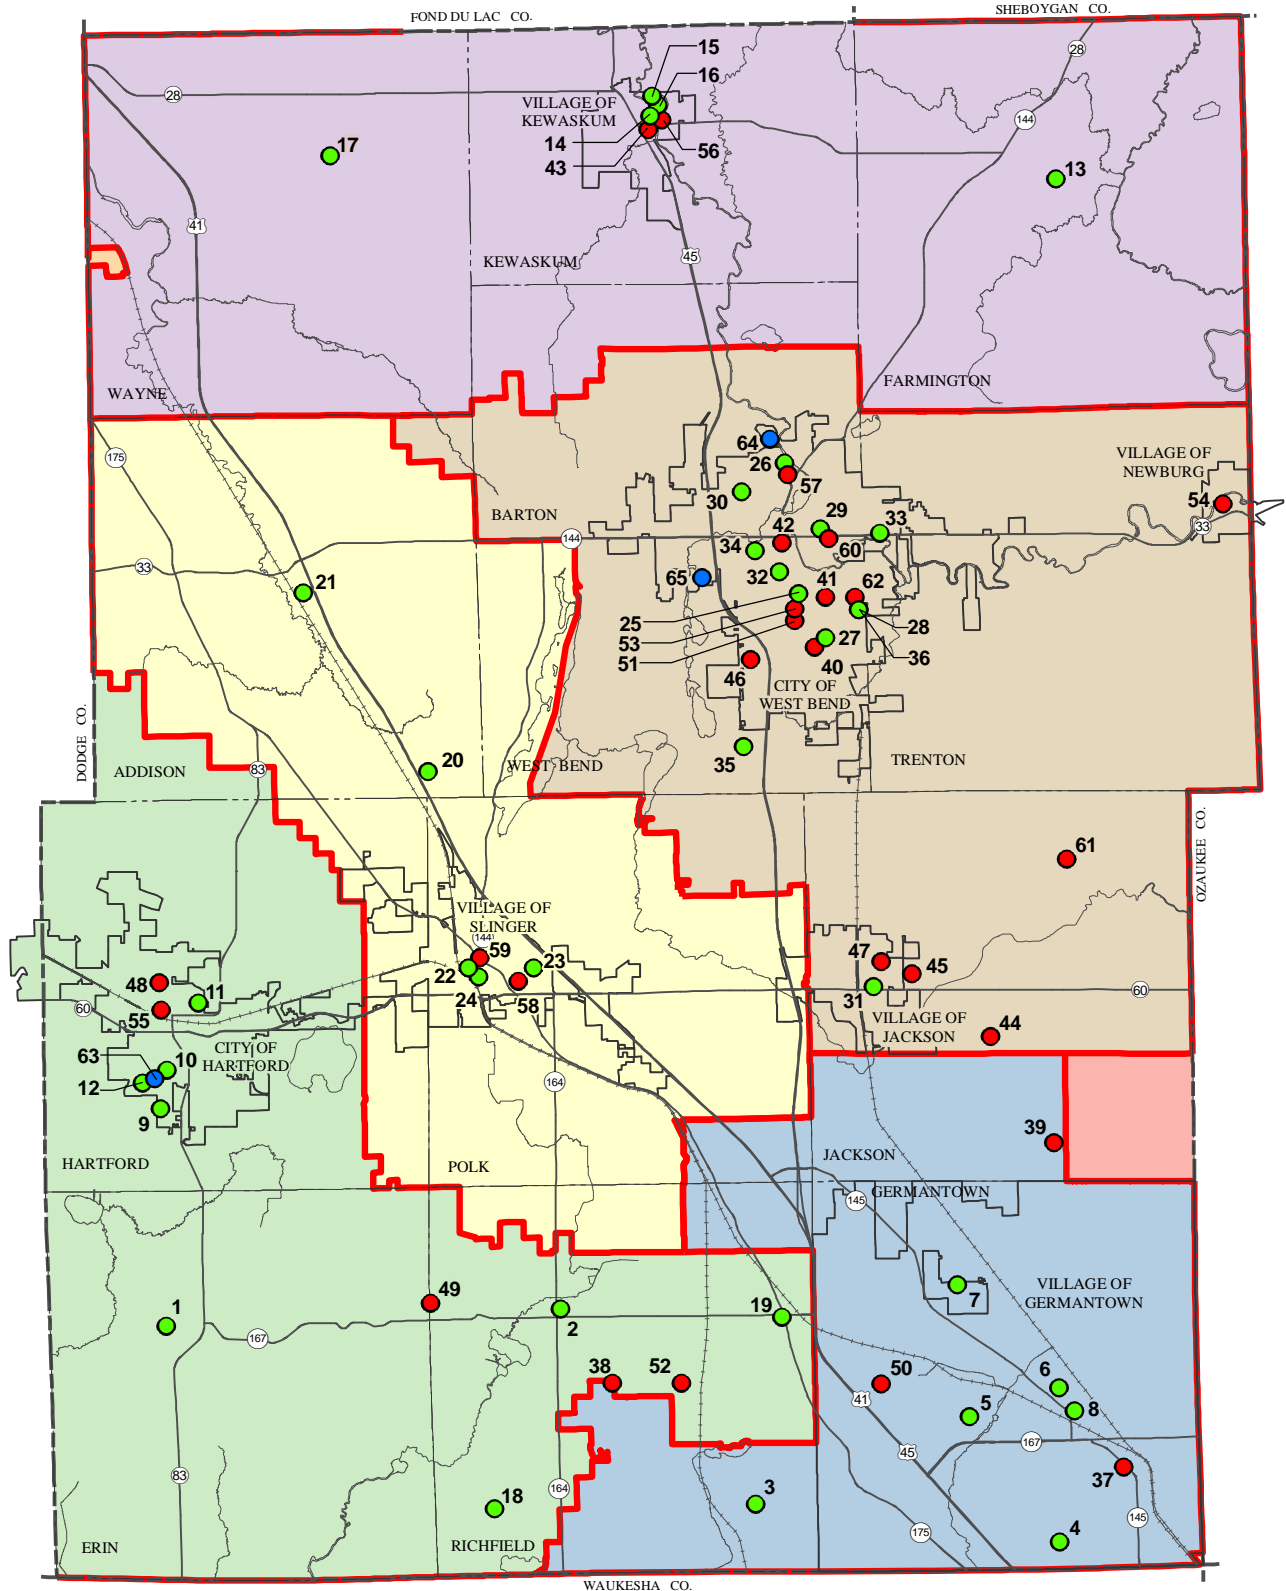 FOND DU LAC CO.
SHEBOYGAN CO.
15
28
16
28
VILLAGE OF
KEWASKUM
144
14
56
17
43
13
41
45
KEWASKUM
WAYNE
FARMINGTON
64
175
26
VILLAGE OF
NEWBURG
57
30
54
BARTON
29
33
42
33
144
34
60
33
65
32
41
62
21
25
28
53
27
36
51
40
46
CITY OF
WEST BEND
DODGE CO.
35
TRENTON
WEST BEND
20
83
ADDISON
OZAUKEE CO.
61
VILLAGE OF
SLINGER
144
59
47
23
45
48
22
31
11
24
58
60
60
55
VILLAGE OF
JACKSON
44
CITY OF
HARTFORD
63
10
12
164
9
39
HARTFORD
POLK
JACKSON
GERMANTOWN
145
VILLAGE OF
GERMANTOWN
7
49
1
2
19
167
38
52
50
6
41
5
8
167
45
83
37
164
18
3
145
175
4
ERIN
RICHFIELD
WAUKESHA CO.